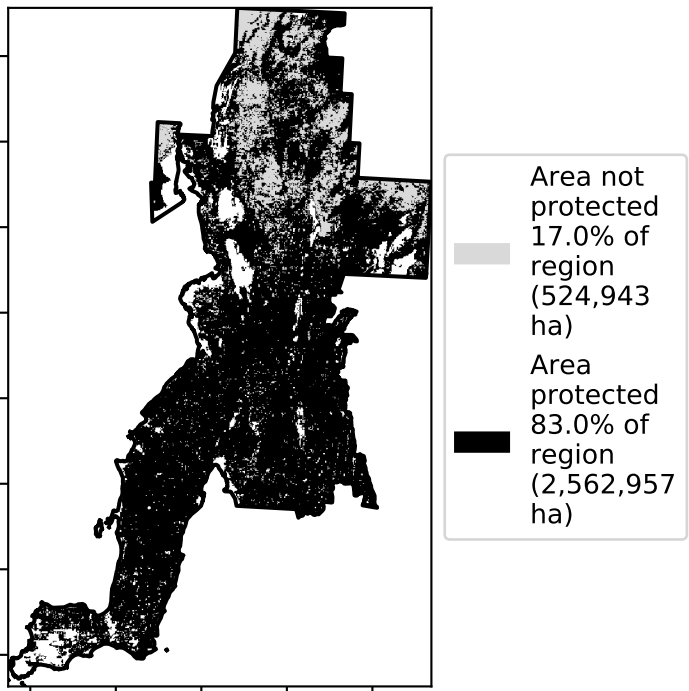 Area not
protected
17.0% of
region
(524,943
ha)
Area
protected
83.0% of
region
(2,562,957
ha)